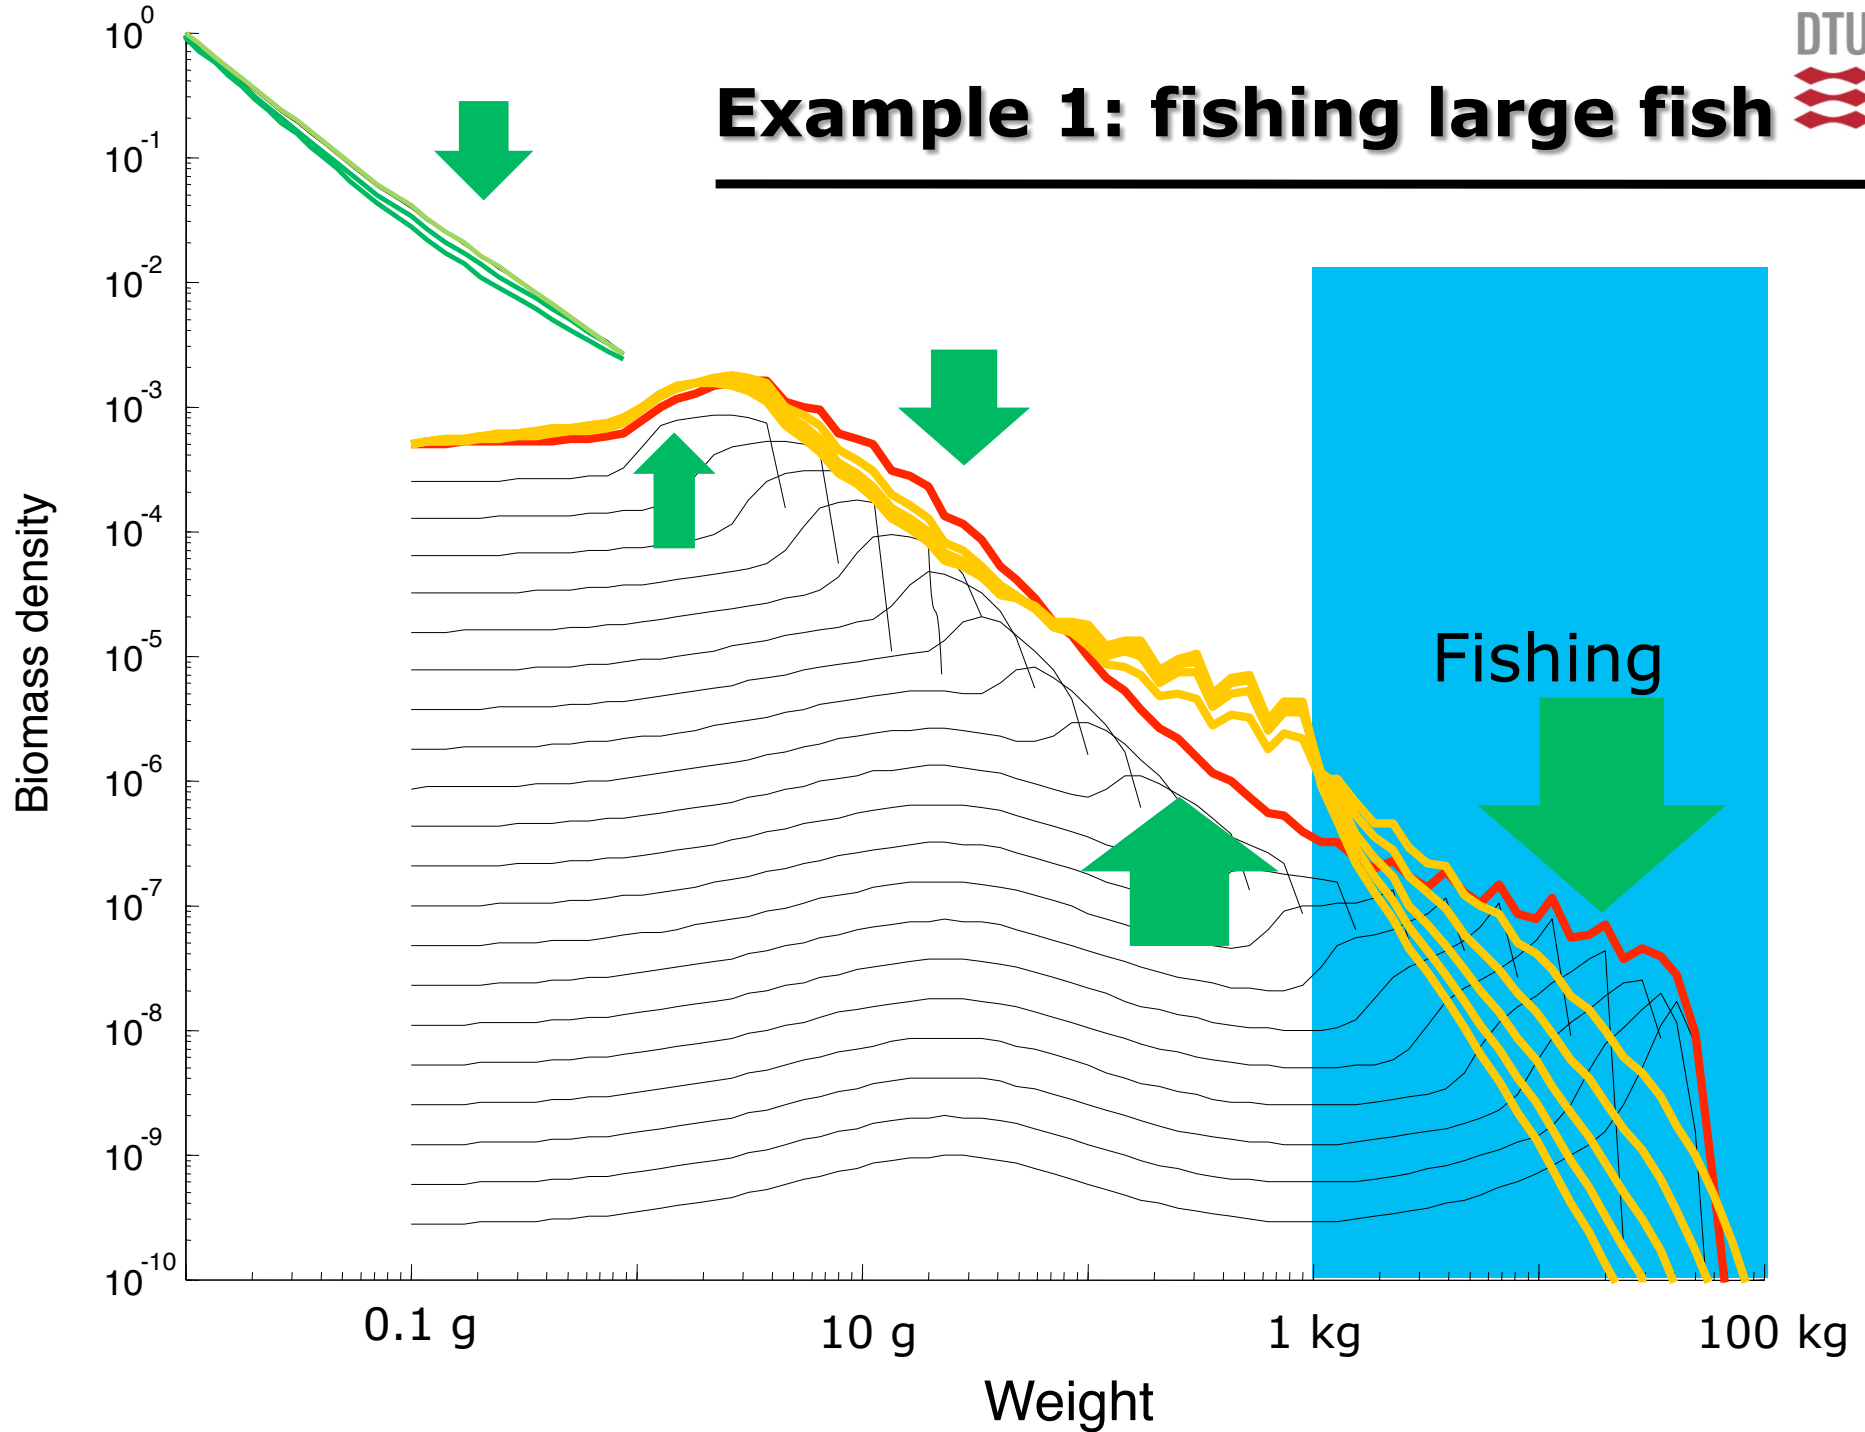 DTU
Example 1: fishing large fish
10^0
10^-1
10^-2
10^-3
10^-4
10^-5
10^-6
10^-7
10^-8
10^-9
10^-10
Biomass density
Fishing
0.1 g
10 g
1 kg
100 kg
Weight